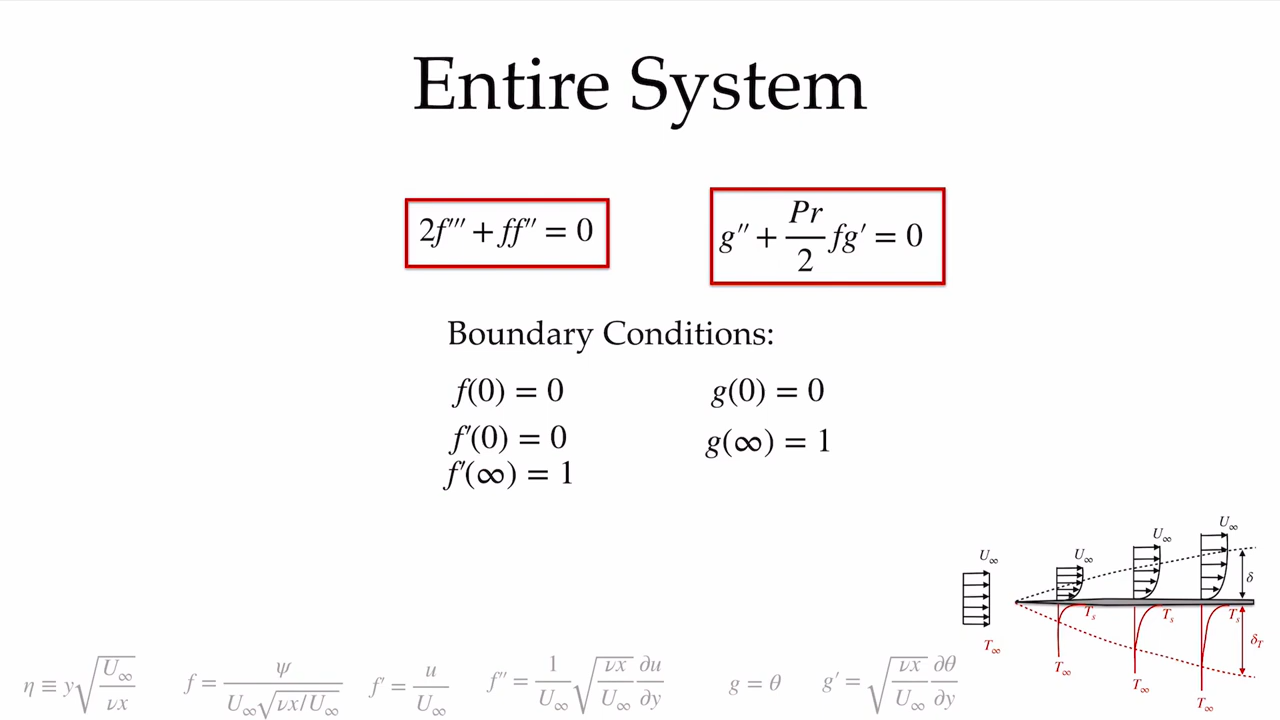 Entire System
2f''' + ff'' = 0
g'' + Pr/2 fg' = 0
Boundary Conditions:
f(0) = 0
g(0) = 0
f'(0) = 0
g(∞) = 1
f'(∞) = 1
U∞
U∞
U∞
U∞
δ
Ts
Ts
Ts
T∞
δT
T∞
T∞
T∞
η ≡ y√(U∞/νx)
f = ψ/(U∞√(νx/U∞))
f' = u/U∞
f'' = 1/U∞ √(νx/U∞) ∂u/∂y
g = θ
g' = √(νx/U∞) ∂θ/∂y